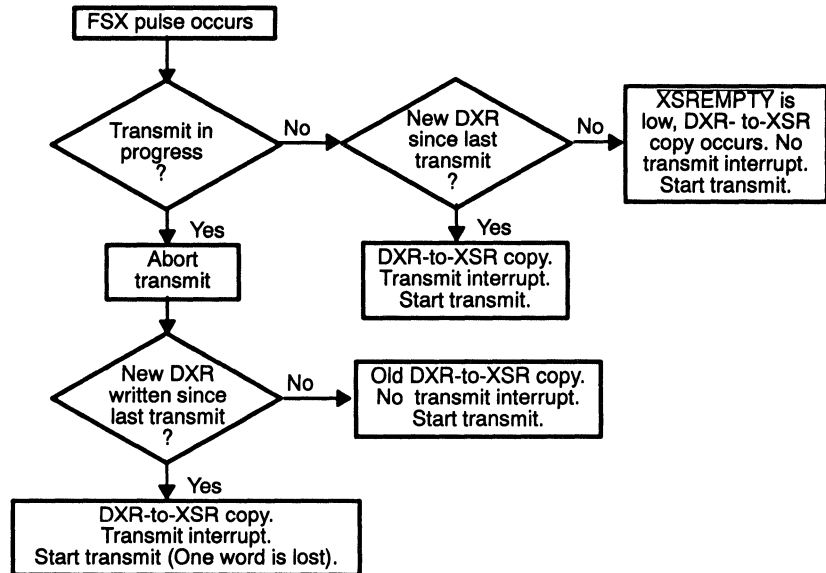 FSX pulse occurs
Transmit in
progress
?
No
New DXR
since last
transmit
?
No
XSREMPTY is
low, DXR- to-XSR
copy occurs. No
transmit interrupt.
Start transmit.
Yes
Abort
transmit
Yes
DXR-to-XSR copy.
Transmit interrupt.
Start transmit.
New DXR
written since
last transmit
?
No
Old DXR-to-XSR copy.
No transmit interrupt.
Start transmit.
Yes
DXR-to-XSR copy.
Transmit interrupt.
Start transmit (One word is lost).